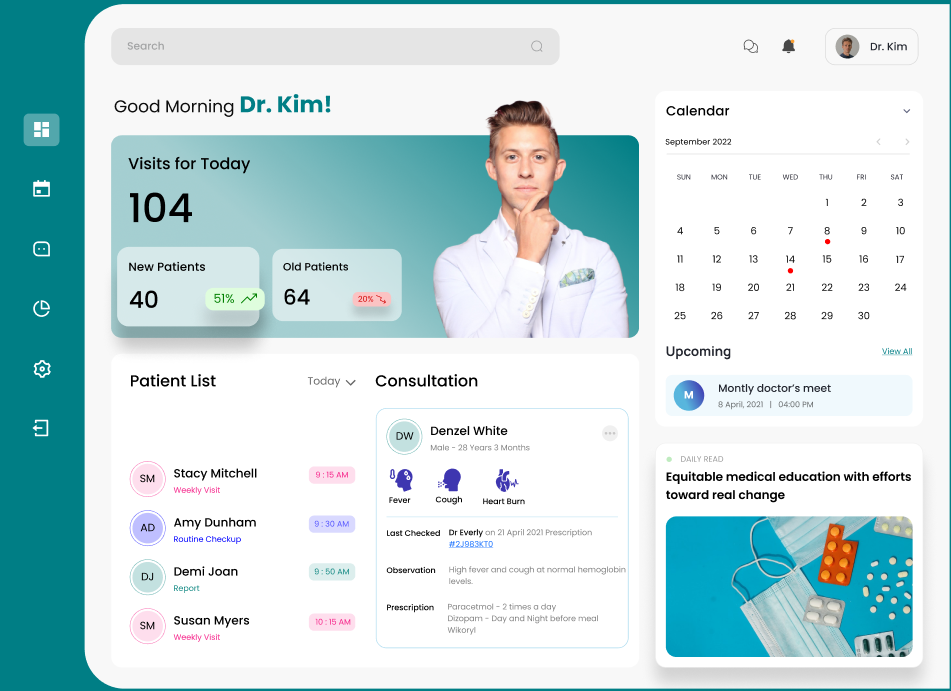 Search
Dr. Kim
Good Morning Dr. Kim!
Visits for Today
104
New Patients
40
51%
Old Patients
64
20%
Calendar
September 2022
SUN MON TUE WED THU FRI SAT
1 2 3
4 5 6 7 8 9 10
11 12 13 14 15 16 17
18 19 20 21 22 23 24
25 26 27 28 29 30
Upcoming
View All
M
Montly doctor's meet
8 April, 2021 | 04:00 PM
Patient List
Today
SM
Stacy Mitchell
Weekly Visit
9 : 15 AM
AD
Amy Dunham
Routine Checkup
9 : 30 AM
DJ
Demi Joan
Report
9 : 50 AM
SM
Susan Myers
Weekly Visit
10 : 15 AM
Consultation
DW
Denzel White
Male - 28 Years 3 Months
Fever
Cough
Heart Burn
Last Checked
Dr Everly on 21 April 2021 Prescription
#2J983KT0
Observation
High fever and cough at normal hemoglobin
levels.
Prescription
Paracetmol - 2 times a day
Dizopam - Day and Night before meal
Wikoryl
DAILY READ
Equitable medical education with efforts
toward real change